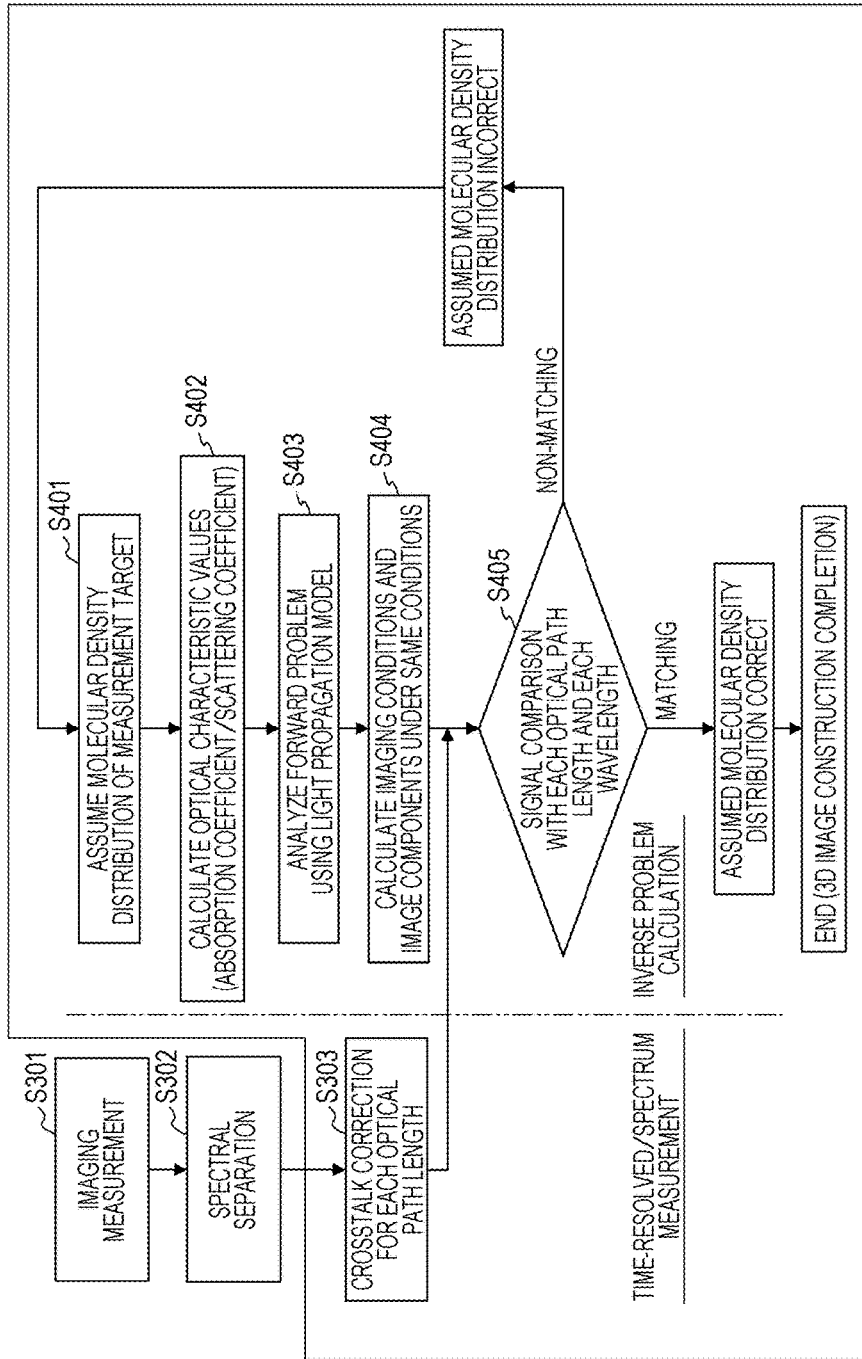 S301
IMAGING
MEASUREMENT
S302
SPECTRAL
SEPARATION
S303
CROSSTALK CORRECTION
FOR EACH OPTICAL
PATH LENGTH
TIME-RESOLVED/SPECTRUM
MEASUREMENT
S401
ASSUME MOLECULAR DENSITY
DISTRIBUTION OF MEASUREMENT TARGET
S402
CALCULATE OPTICAL CHARACTERISTIC VALUES
(ABSORPTION COEFFICIENT/SCATTERING COEFFICIENT)
S403
ANALYZE FORWARD PROBLEM
USING LIGHT PROPAGATION MODEL
S404
CALCULATE IMAGING CONDITIONS AND
IMAGE COMPONENTS UNDER SAME CONDITIONS
S405
SIGNAL COMPARISON
WITH EACH OPTICAL PATH
LENGTH AND EACH
WAVELENGTH
NON-MATCHING
ASSUMED MOLECULAR DENSITY
DISTRIBUTION INCORRECT
MATCHING
INVERSE PROBLEM
CALCULATION
ASSUMED MOLECULAR DENSITY
DISTRIBUTION CORRECT
END (3D IMAGE CONSTRUCTION COMPLETION)